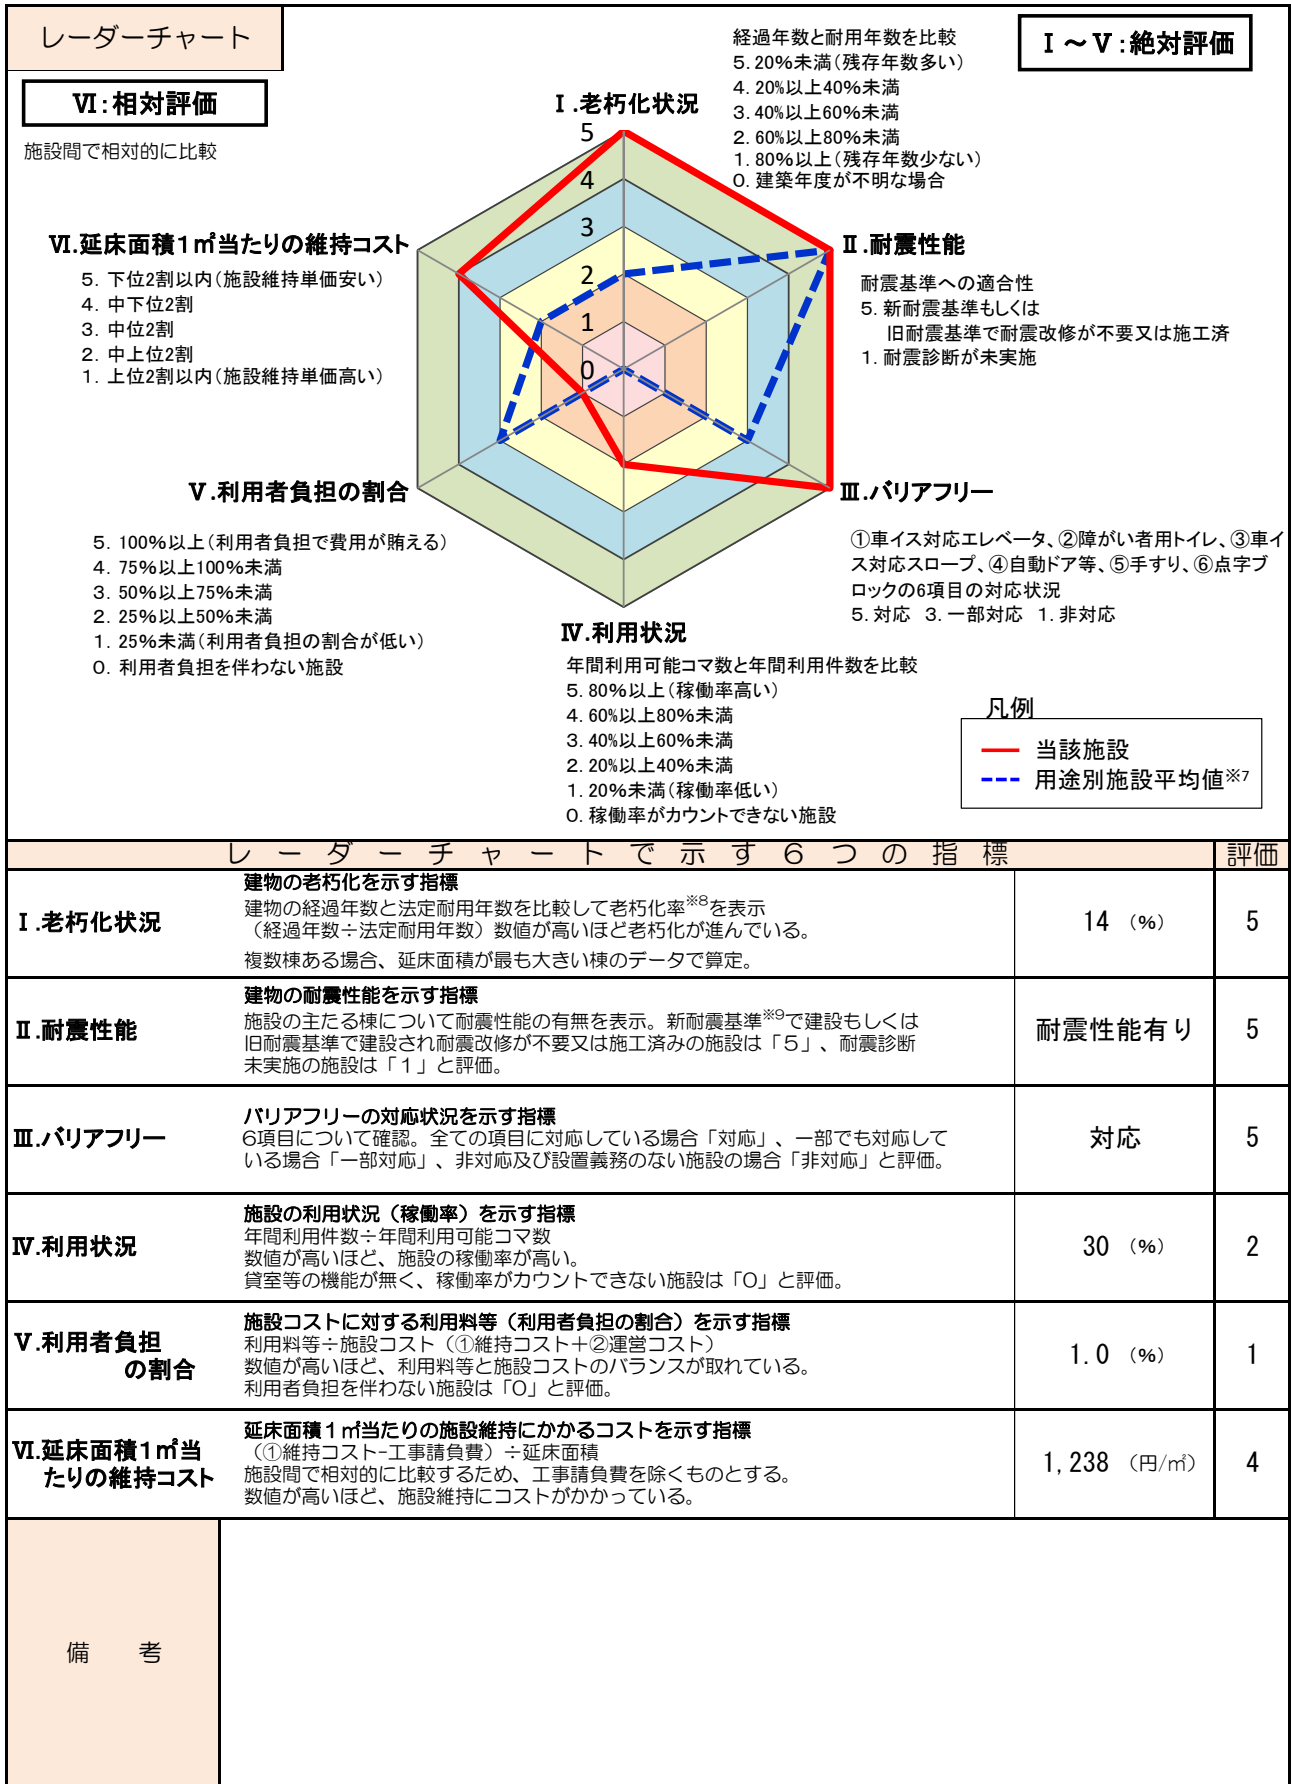 レーダーチャート
Ⅰ～Ⅴ:絶対評価
Ⅵ:相対評価
施設間で相対的に比較
Ⅰ.老朽化状況
経過年数と耐用年数を比較
5.20%未満(残存年数多い)
4.20%以上40%未満
3.40%以上60%未満
2.60%以上80%未満
1.80%以上(残存年数少ない)
0.建築年度が不明な場合
5
4
3
2
1
0
Ⅱ.耐震性能
耐震基準への適合性
5.新耐震基準もしくは
旧耐震基準で耐震改修が不要又は施工済
1.耐震診断が未実施
Ⅵ.延床面積1㎡当たりの維持コスト
5. 下位2割以内(施設維持単価安い)
4. 中下位2割
3. 中位2割
2. 中上位2割
1. 上位2割以内(施設維持単価高い)
Ⅴ.利用者負担の割合
5. 100%以上(利用者負担で費用が賄える)
4. 75%以上100%未満
3. 50%以上75%未満
2. 25%以上50%未満
1. 25%未満(利用者負担の割合が低い)
0. 利用者負担を伴わない施設
Ⅲ.バリアフリー
①車イス対応エレベータ、②障がい者用トイレ、③車イ
ス対応スロープ、④自動ドア等、⑤手すり、⑥点字ブ
ロックの6項目の対応状況
5.対応 3.一部対応 1.非対応
Ⅳ.利用状況
年間利用可能コマ数と年間利用件数を比較
5.80%以上(稼働率高い)
4.60%以上80%未満
3.40%以上60%未満
2.20%以上40%未満
1.20%未満(稼働率低い)
0.稼働率がカウントできない施設
凡例
当該施設
用途別施設平均値※7
レーダーチャートで示す6つの指標
評価
Ⅰ.老朽化状況
建物の老朽化を示す指標
建物の経過年数と法定耐用年数を比較して老朽化率※8を表示
(経過年数÷法定耐用年数)数値が高いほど老朽化が進んでいる。
複数棟ある場合、延床面積が最も大きい棟のデータで算定。
14 (%)
5
Ⅱ.耐震性能
建物の耐震性能を示す指標
施設の主たる棟について耐震性能の有無を表示。新耐震基準※9で建設もしくは
旧耐震基準で建設され耐震改修が不要又は施工済みの施設は「5」、耐震診断
未実施の施設は「1」と評価。
耐震性能有り
5
Ⅲ.バリアフリー
バリアフリーの対応状況を示す指標
6項目について確認。全ての項目に対応している場合「対応」、一部でも対応して
いる場合「一部対応」、非対応及び設置義務のない施設の場合「非対応」と評価。
対応
5
Ⅳ.利用状況
施設の利用状況(稼働率)を示す指標
年間利用件数÷年間利用可能コマ数
数値が高いほど、施設の稼働率が高い。
貸室等の機能が無く、稼働率がカウントできない施設は「0」と評価。
30 (%)
2
Ⅴ.利用者負担
の割合
施設コストに対する利用料等(利用者負担の割合)を示す指標
利用料等÷施設コスト(①維持コスト+②運営コスト)
数値が高いほど、利用料等と施設コストのバランスが取れている。
利用者負担を伴わない施設は「0」と評価。
1.0 (%)
1
Ⅵ.延床面積1㎡当
たりの維持コスト
延床面積1㎡当たりの施設維持にかかるコストを示す指標
(①維持コスト-工事請負費)÷延床面積
施設間で相対的に比較するため、工事請負費を除くものとする。
数値が高いほど、施設維持にコストがかかっている。
1,238 (円/㎡)
4
備 考